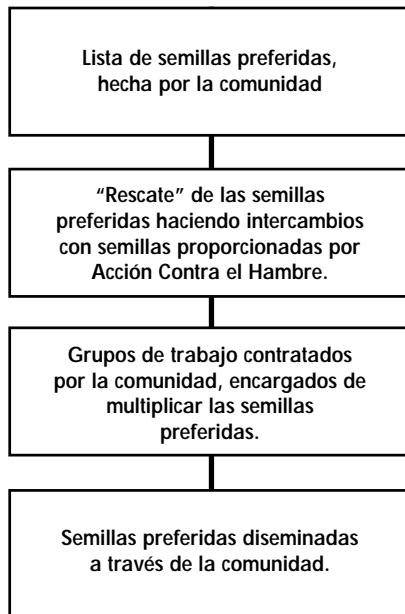 Lista de semillas preferidas,
hecha por la comunidad
“Rescate” de las semillas
preferidas haciendo intercambios
con semillas proporcionadas por
Acción Contra el Hambre.
Grupos de trabajo contratados
por la comunidad, encargados de
multiplicar las semillas
preferidas.
Semillas preferidas diseminadas
a través de la comunidad.